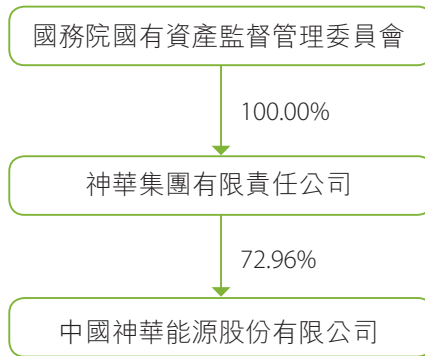 國務院國有資產監督管理委員會
100.00%
神華集團有限責任公司
72.96%
中國神華能源股份有限公司